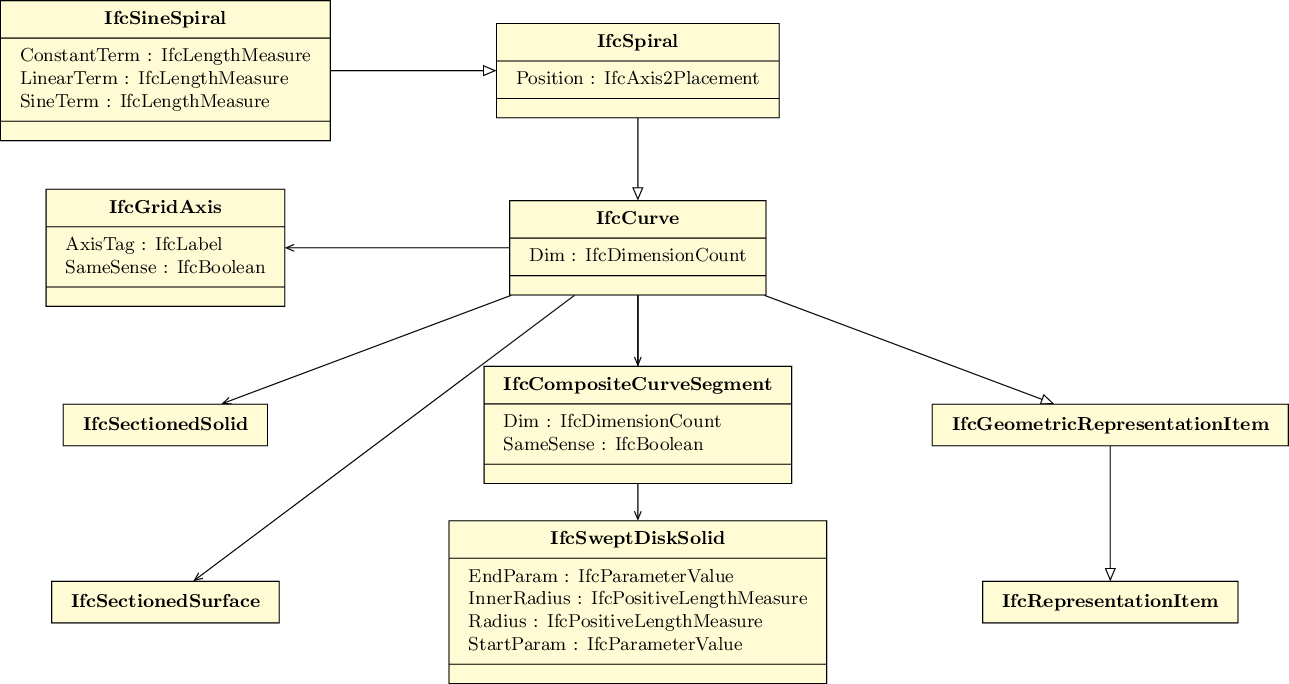 IfcSineSpiral
ConstantTerm : IfcLengthMeasure
LinearTerm : IfcLengthMeasure
SineTerm : IfcLengthMeasure
IfcSpiral
Position : IfcAxis2Placement
IfcGridAxis
AxisTag : IfcLabel
SameSense : IfcBoolean
IfcCurve
Dim : IfcDimensionCount
IfcSectionedSolid
IfcCompositeCurveSegment
Dim : IfcDimensionCount
SameSense : IfcBoolean
IfcGeometricRepresentationItem
IfcSectionedSurface
IfcSweptDiskSolid
EndParam : IfcParameterValue
InnerRadius : IfcPositiveLengthMeasure
Radius : IfcPositiveLengthMeasure
StartParam : IfcParameterValue
IfcRepresentationItem